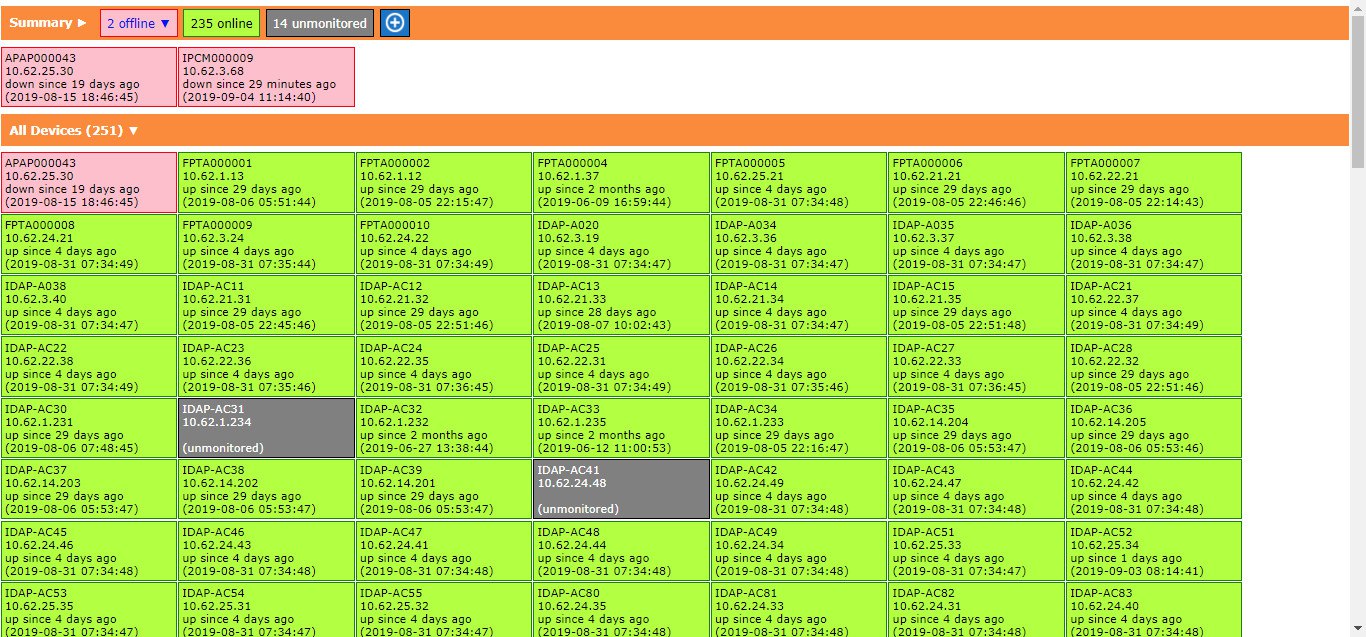 Summary ► 2 offline ▼ 235 online 14 unmonitored
APAP000043
10.62.25.30
down since 19 days ago
(2019-08-15 18:46:45)
IPCM000009
10.62.3.68
down since 29 minutes ago
(2019-09-04 11:14:40)
All Devices (251) ▼
APAP000043
10.62.25.30
down since 19 days ago
(2019-08-15 18:46:45)
FPTA000001
10.62.1.13
up since 29 days ago
(2019-08-06 05:51:44)
FPTA000002
10.62.1.12
up since 29 days ago
(2019-08-05 22:15:47)
FPTA000004
10.62.1.37
up since 2 months ago
(2019-06-09 16:59:44)
FPTA000005
10.62.25.21
up since 4 days ago
(2019-08-31 07:34:48)
FPTA000006
10.62.21.21
up since 29 days ago
(2019-08-05 22:46:46)
FPTA000007
10.62.22.21
up since 29 days ago
(2019-08-05 22:14:43)
FPTA000008
10.62.24.21
up since 4 days ago
(2019-08-31 07:34:49)
FPTA000009
10.62.3.24
up since 4 days ago
(2019-08-31 07:35:44)
FPTA000010
10.62.24.22
up since 4 days ago
(2019-08-31 07:34:49)
IDAP-A020
10.62.3.19
up since 4 days ago
(2019-08-31 07:34:47)
IDAP-A034
10.62.3.36
up since 4 days ago
(2019-08-31 07:34:47)
IDAP-A035
10.62.3.37
up since 4 days ago
(2019-08-31 07:34:47)
IDAP-A036
10.62.3.38
up since 4 days ago
(2019-08-31 07:34:47)
IDAP-A038
10.62.3.40
up since 4 days ago
(2019-08-31 07:34:47)
IDAP-AC11
10.62.21.31
up since 29 days ago
(2019-08-05 22:45:46)
IDAP-AC12
10.62.21.32
up since 29 days ago
(2019-08-05 22:51:46)
IDAP-AC13
10.62.21.33
up since 28 days ago
(2019-08-07 10:02:43)
IDAP-AC14
10.62.21.34
up since 4 days ago
(2019-08-31 07:34:47)
IDAP-AC15
10.62.21.35
up since 29 days ago
(2019-08-05 22:51:48)
IDAP-AC21
10.62.22.37
up since 4 days ago
(2019-08-31 07:34:49)
IDAP-AC22
10.62.22.38
up since 4 days ago
(2019-08-31 07:34:49)
IDAP-AC23
10.62.22.36
up since 4 days ago
(2019-08-31 07:35:46)
IDAP-AC24
10.62.22.35
up since 4 days ago
(2019-08-31 07:36:45)
IDAP-AC25
10.62.22.31
up since 4 days ago
(2019-08-31 07:34:49)
IDAP-AC26
10.62.22.34
up since 4 days ago
(2019-08-31 07:35:46)
IDAP-AC27
10.62.22.33
up since 4 days ago
(2019-08-31 07:36:45)
IDAP-AC28
10.62.22.32
up since 29 days ago
(2019-08-05 22:51:46)
IDAP-AC30
10.62.1.231
up since 29 days ago
(2019-08-06 07:48:45)
IDAP-AC31
10.62.1.234
(unmonitored)
IDAP-AC32
10.62.1.232
up since 2 months ago
(2019-06-27 13:38:44)
IDAP-AC33
10.62.1.235
up since 2 months ago
(2019-06-12 11:00:53)
IDAP-AC34
10.62.1.233
up since 29 days ago
(2019-08-05 22:16:47)
IDAP-AC35
10.62.14.204
up since 29 days ago
(2019-08-06 05:53:47)
IDAP-AC36
10.62.14.205
up since 29 days ago
(2019-08-06 05:53:46)
IDAP-AC37
10.62.14.203
up since 29 days ago
(2019-08-06 05:53:47)
IDAP-AC38
10.62.14.202
up since 29 days ago
(2019-08-06 05:53:47)
IDAP-AC39
10.62.14.201
up since 29 days ago
(2019-08-06 05:53:47)
IDAP-AC41
10.62.24.48
(unmonitored)
IDAP-AC42
10.62.24.49
up since 4 days ago
(2019-08-31 07:34:48)
IDAP-AC43
10.62.24.47
up since 4 days ago
(2019-08-31 07:34:48)
IDAP-AC44
10.62.24.42
up since 4 days ago
(2019-08-31 07:34:48)
IDAP-AC45
10.62.24.46
up since 4 days ago
(2019-08-31 07:34:48)
IDAP-AC46
10.62.24.43
up since 4 days ago
(2019-08-31 07:34:48)
IDAP-AC47
10.62.24.41
up since 4 days ago
(2019-08-31 07:34:48)
IDAP-AC48
10.62.24.44
up since 4 days ago
(2019-08-31 07:34:48)
IDAP-AC49
10.62.24.34
up since 4 days ago
(2019-08-31 07:34:48)
IDAP-AC51
10.62.25.33
up since 4 days ago
(2019-08-31 07:34:47)
IDAP-AC52
10.62.25.34
up since 1 days ago
(2019-09-03 08:14:41)
IDAP-AC53
10.62.25.35
up since 4 days ago
(2019-08-31 07:34:47)
IDAP-AC54
10.62.25.31
up since 4 days ago
(2019-08-31 07:34:48)
IDAP-AC55
10.62.25.32
up since 4 days ago
(2019-08-31 07:34:47)
IDAP-AC80
10.62.24.35
up since 4 days ago
(2019-08-31 07:34:48)
IDAP-AC81
10.62.24.33
up since 4 days ago
(2019-08-31 07:34:48)
IDAP-AC82
10.62.24.31
up since 4 days ago
(2019-08-31 07:34:48)
IDAP-AC83
10.62.24.40
up since 4 days ago
(2019-08-31 07:34:48)